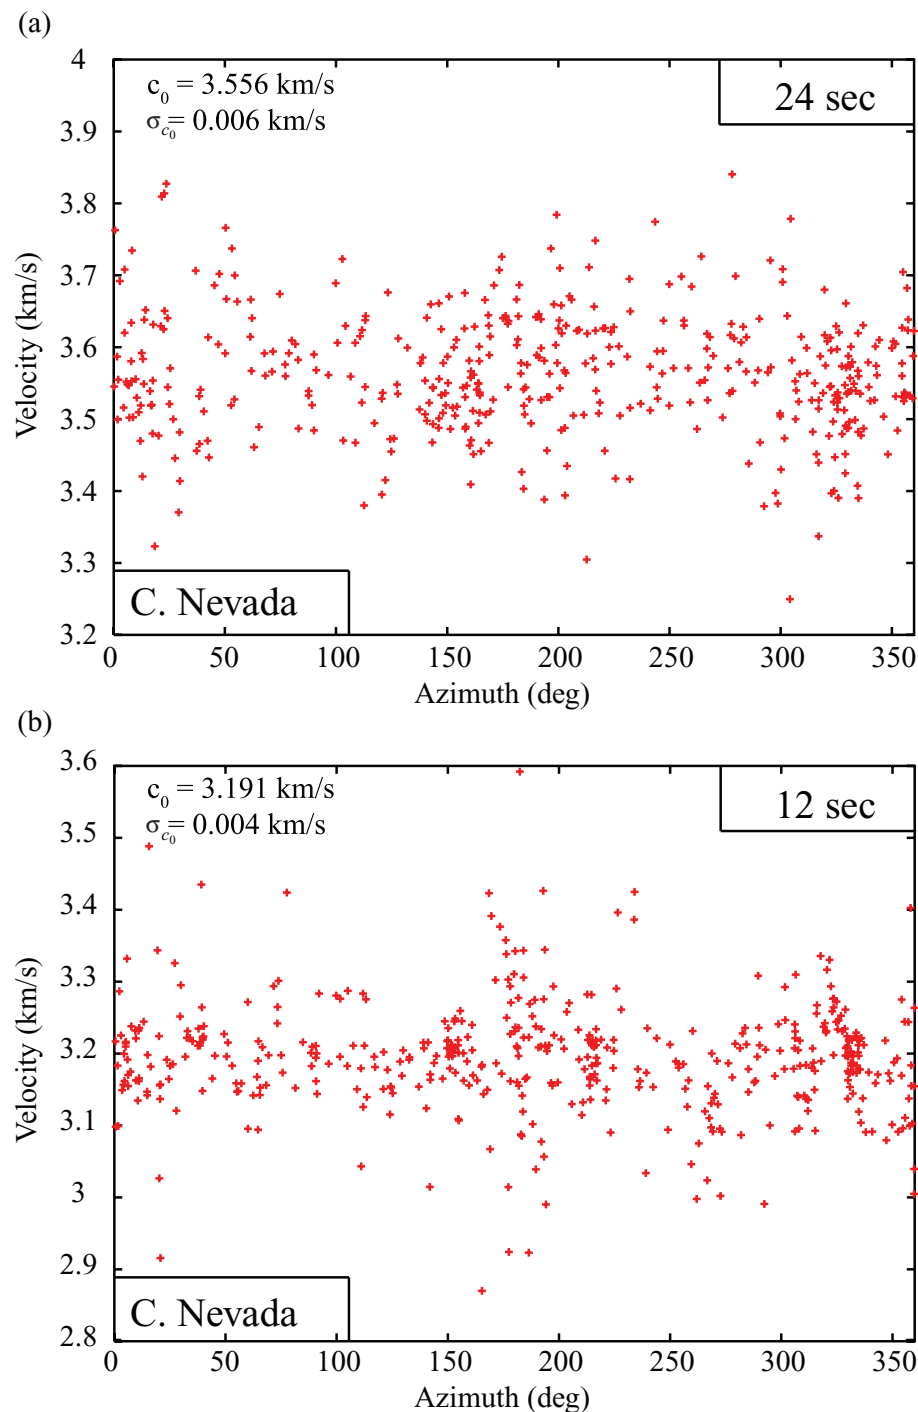 (a)
4
3.9
3.8
3.7
3.6
3.5
3.4
3.3
3.2
Velocity (km/s)
c₀ = 3.556 km/s
σc₀= 0.006 km/s
24 sec
C. Nevada
0 50 100 150 200 250 300 350
Azimuth (deg)
(b)
3.6
3.5
3.4
3.3
3.2
3.1
3
2.9
2.8
Velocity (km/s)
c₀ = 3.191 km/s
σc₀= 0.004 km/s
12 sec
C. Nevada
0 50 100 150 200 250 300 350
Azimuth (deg)